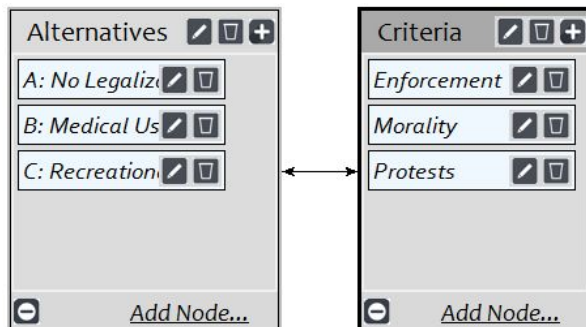 Alternatives
A: No Legaliz
B: Medical Us
C: Recreation
Add Node...
Criteria
Enforcement
Morality
Protests
Add Node...